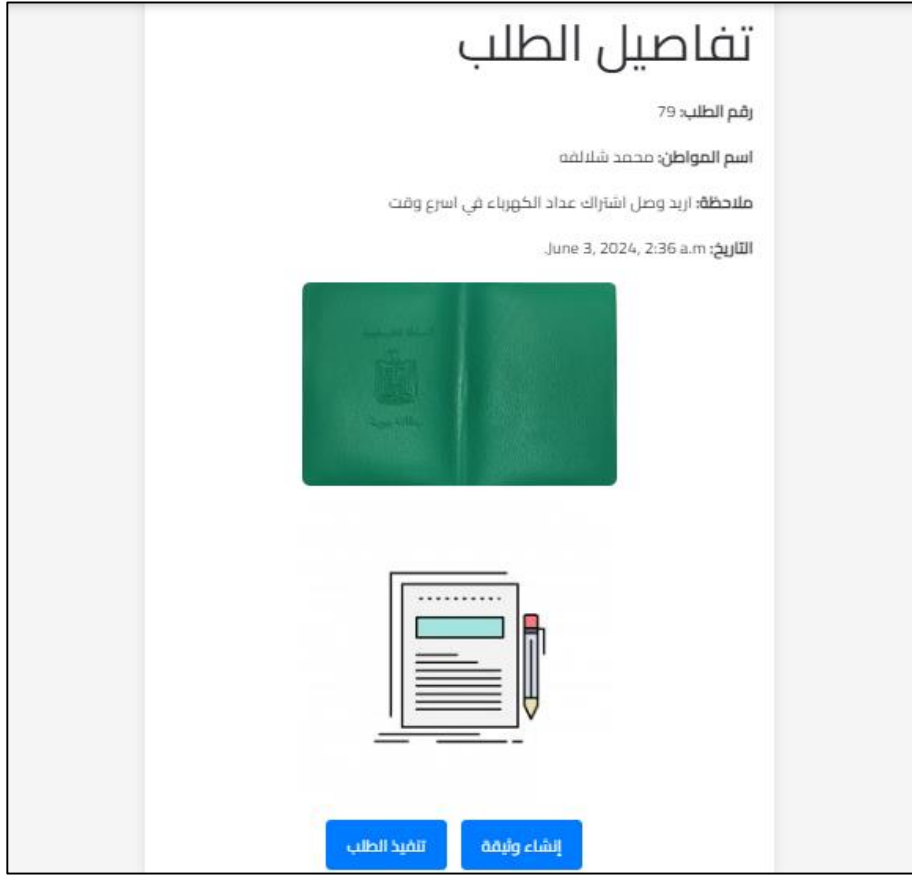 تفاصيل الطلب
رقم الطلب: 79
اسم المواطن: محمد شلالفه
ملاحظة: اريد وصل اشتراك عداد الكهرباء في اسرع وقت
التاريخ: June 3, 2024, 2:36 a.m.
إنشاء وثيقة
تنفيذ الطلب